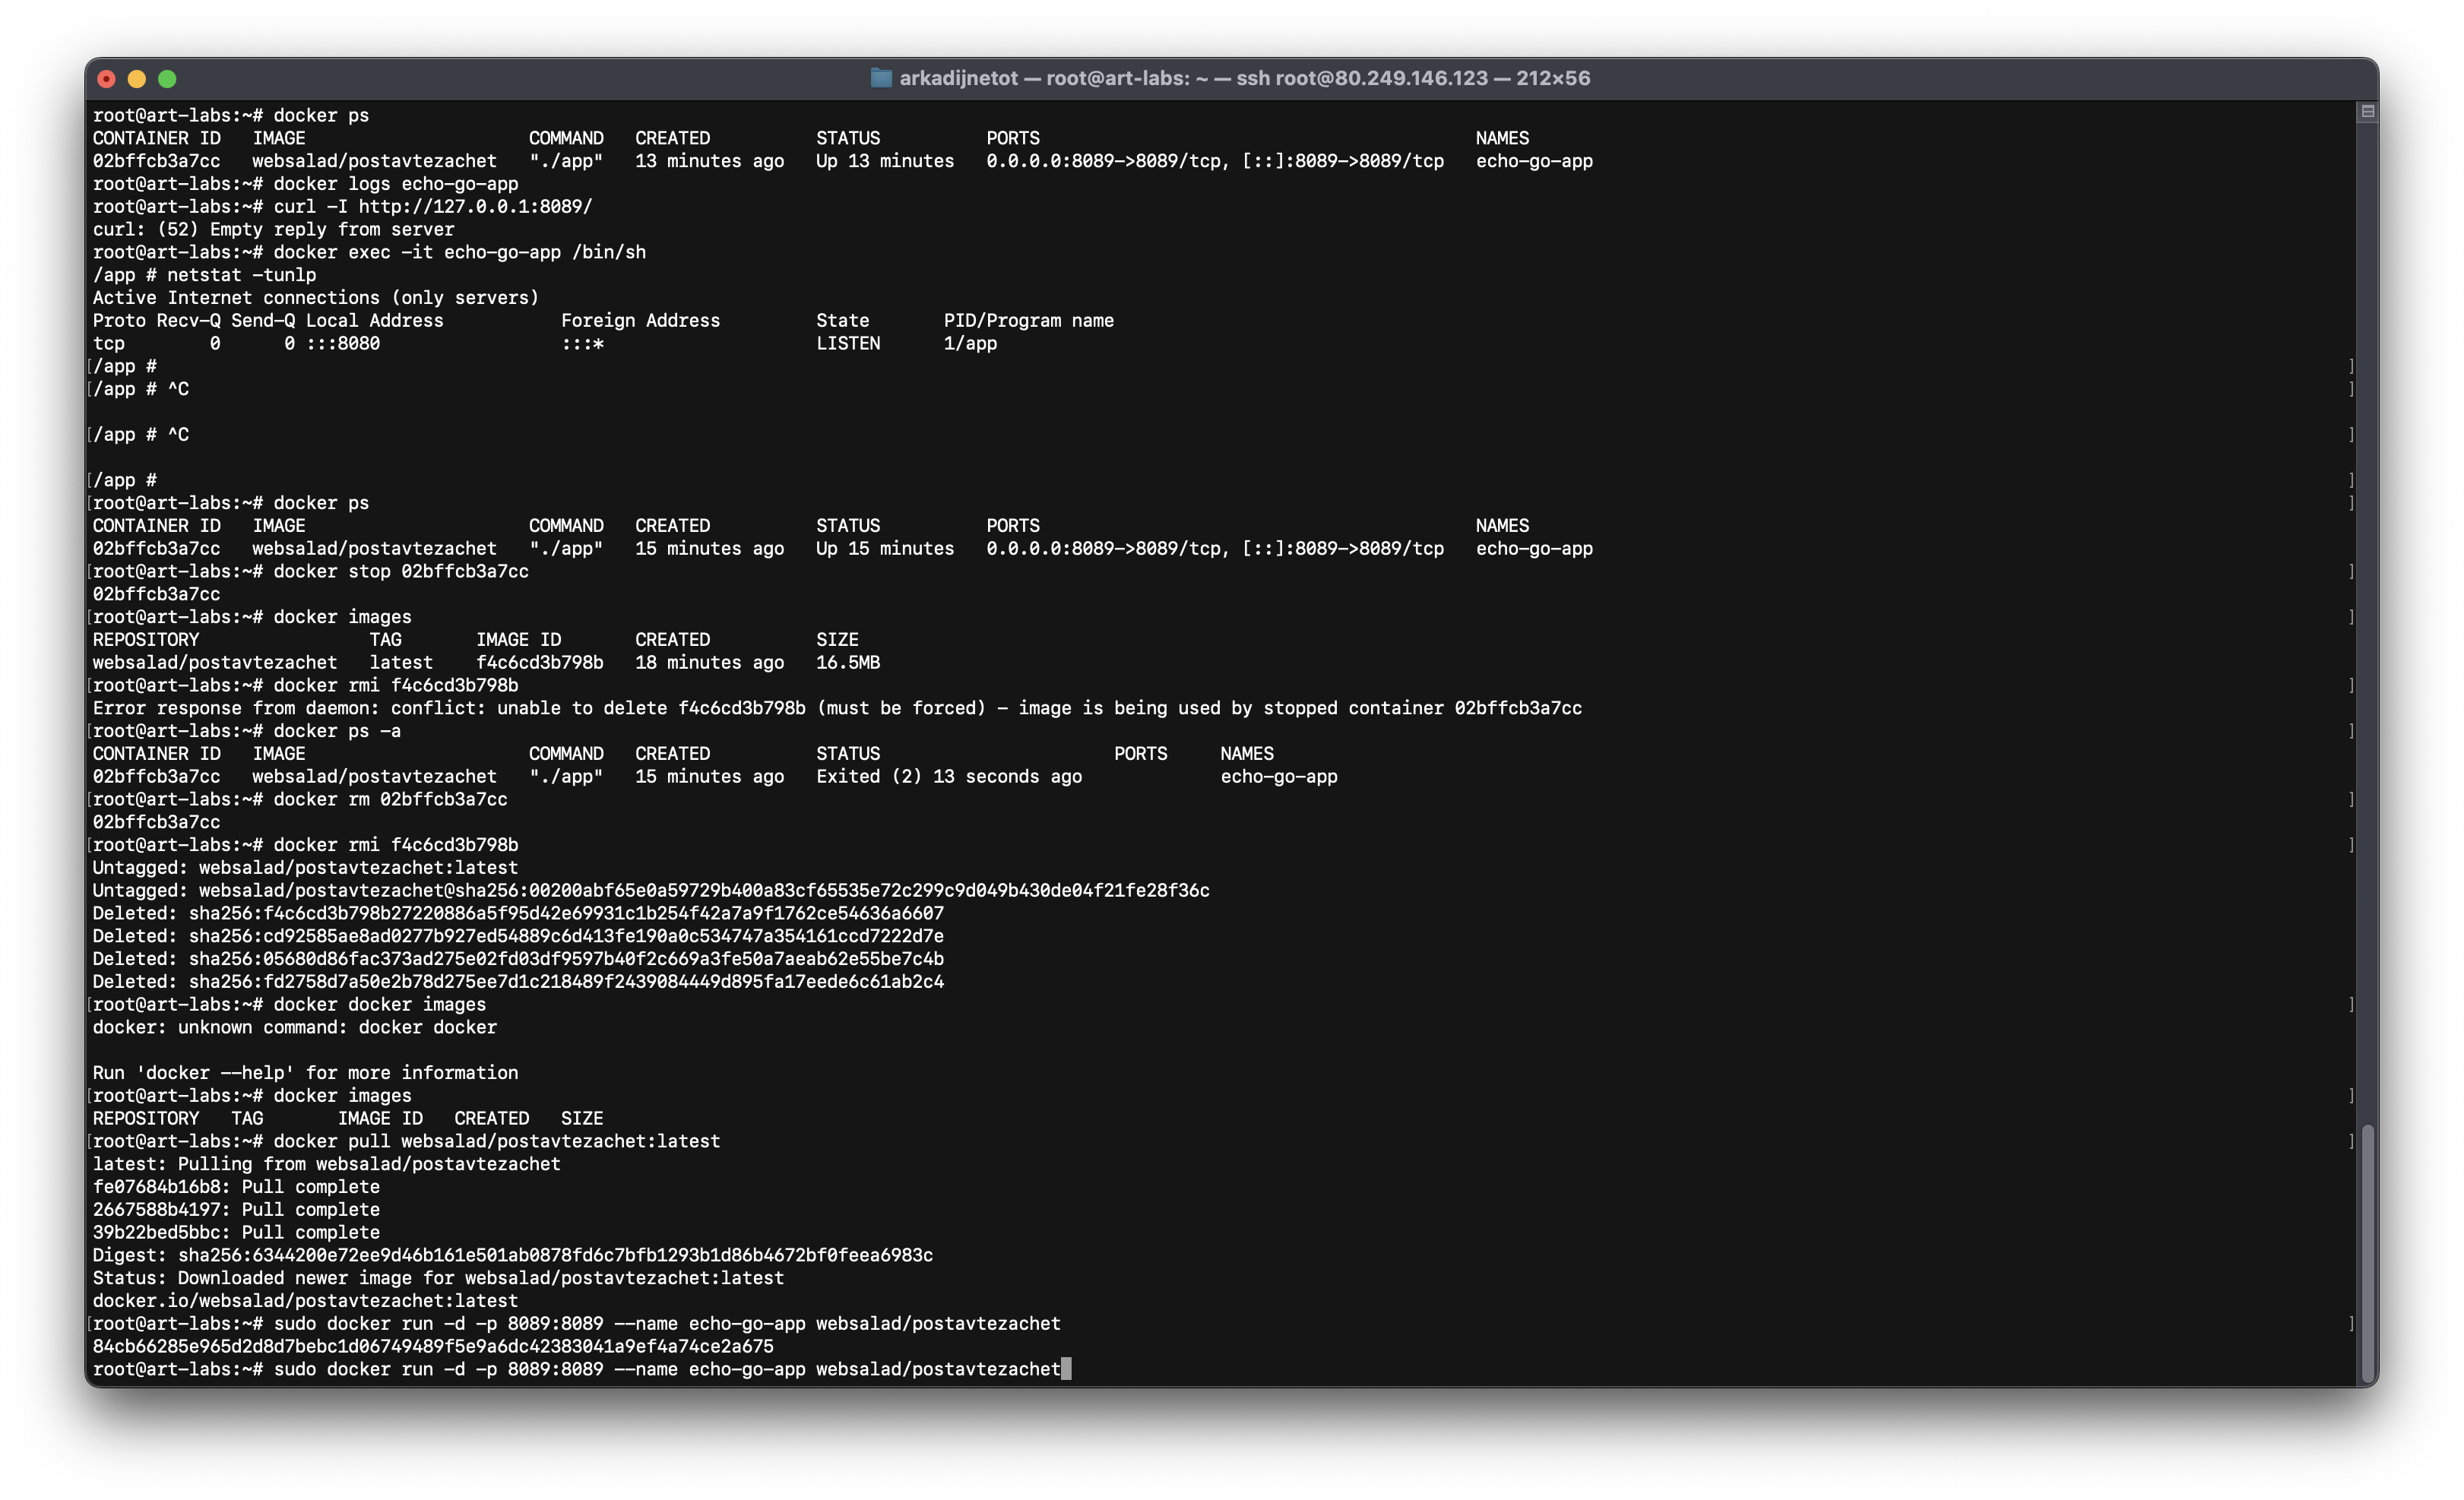 arkadijnetot — root@art-labs: ~ — ssh root@80.249.146.123 — 212×56
root@art-labs:~# docker ps
CONTAINER ID   IMAGE                     COMMAND   CREATED          STATUS          PORTS                                         NAMES
02bffcb3a7cc   websalad/postavtezachet   "./app"   13 minutes ago   Up 13 minutes   0.0.0.0:8089->8089/tcp, [::]:8089->8089/tcp   echo-go-app
root@art-labs:~# docker logs echo-go-app
root@art-labs:~# curl -I http://127.0.0.1:8089/
curl: (52) Empty reply from server
root@art-labs:~# docker exec -it echo-go-app /bin/sh
/app # netstat -tunlp
Active Internet connections (only servers)
Proto Recv-Q Send-Q Local Address           Foreign Address         State       PID/Program name
tcp        0      0 :::8080                 :::*                    LISTEN      1/app
[/app # ]
[/app # ^C ]
[/app # ^C ]
[/app # ]
[root@art-labs:~# docker ps ]
CONTAINER ID   IMAGE                     COMMAND   CREATED          STATUS          PORTS                                         NAMES
02bffcb3a7cc   websalad/postavtezachet   "./app"   15 minutes ago   Up 15 minutes   0.0.0.0:8089->8089/tcp, [::]:8089->8089/tcp   echo-go-app
[root@art-labs:~# docker stop 02bffcb3a7cc ]
02bffcb3a7cc
[root@art-labs:~# docker images ]
REPOSITORY                TAG       IMAGE ID       CREATED          SIZE
websalad/postavtezachet   latest    f4c6cd3b798b   18 minutes ago   16.5MB
[root@art-labs:~# docker rmi f4c6cd3b798b ]
Error response from daemon: conflict: unable to delete f4c6cd3b798b (must be forced) - image is being used by stopped container 02bffcb3a7cc
[root@art-labs:~# docker ps -a ]
CONTAINER ID   IMAGE                     COMMAND   CREATED          STATUS                      PORTS     NAMES
02bffcb3a7cc   websalad/postavtezachet   "./app"   15 minutes ago   Exited (2) 13 seconds ago             echo-go-app
[root@art-labs:~# docker rm 02bffcb3a7cc ]
02bffcb3a7cc
[root@art-labs:~# docker rmi f4c6cd3b798b ]
Untagged: websalad/postavtezachet:latest
Untagged: websalad/postavtezachet@sha256:00200abf65e0a59729b400a83cf65535e72c299c9d049b430de04f21fe28f36c
Deleted: sha256:f4c6cd3b798b27220886a5f95d42e69931c1b254f42a7a9f1762ce54636a6607
Deleted: sha256:cd92585ae8ad0277b927ed54889c6d413fe190a0c534747a354161ccd7222d7e
Deleted: sha256:05680d86fac373ad275e02fd03df9597b40f2c669a3fe50a7aeab62e55be7c4b
Deleted: sha256:fd2758d7a50e2b78d275ee7d1c218489f2439084449d895fa17eede6c61ab2c4
[root@art-labs:~# docker docker images ]
docker: unknown command: docker docker
Run 'docker --help' for more information
[root@art-labs:~# docker images ]
REPOSITORY   TAG       IMAGE ID   CREATED   SIZE
[root@art-labs:~# docker pull websalad/postavtezachet:latest ]
latest: Pulling from websalad/postavtezachet
fe07684b16b8: Pull complete
2667588b4197: Pull complete
39b22bed5bbc: Pull complete
Digest: sha256:6344200e72ee9d46b161e501ab0878fd6c7bfb1293b1d86b4672bf0feea6983c
Status: Downloaded newer image for websalad/postavtezachet:latest
docker.io/websalad/postavtezachet:latest
[root@art-labs:~# sudo docker run -d -p 8089:8089 --name echo-go-app websalad/postavtezachet ]
84cb66285e965d2d8d7bebc1d06749489f5e9a6dc42383041a9ef4a74ce2a675
root@art-labs:~# sudo docker run -d -p 8089:8089 --name echo-go-app websalad/postavtezachet